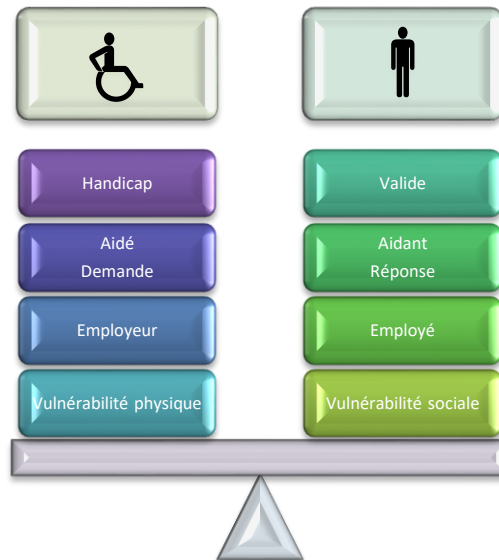 Handicap
Valide
Aidé
Demande
Aidant
Réponse
Employeur
Employé
Vulnérabilité physique
Vulnérabilité sociale